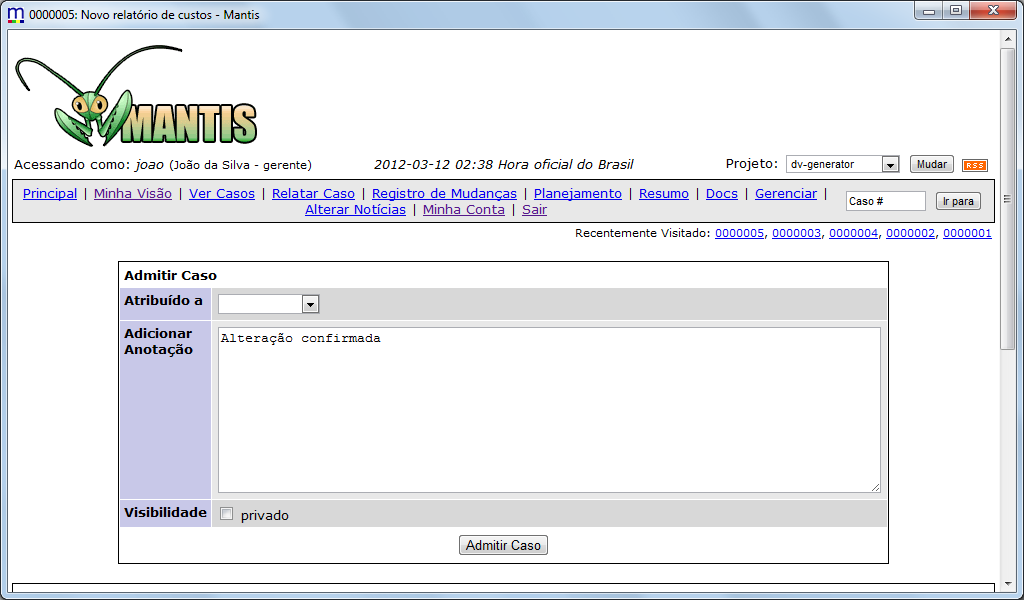 0000005: Novo relatório de custos - Mantis
MANTIS
Acessando como: joao (João da Silva - gerente) 2012-03-12 02:38 Hora oficial do Brasil Projeto: dv-generator Mudar RSS
Principal | Minha Visão | Ver Casos | Relatar Caso | Registro de Mudanças | Planejamento | Resumo | Docs | Gerenciar |
Alterar Notícias | Minha Conta | Sair
Caso # Ir para
Recentemente Visitado: 0000005, 0000003, 0000004, 0000002, 0000001
Admitir Caso
Atribuído a
Adicionar
Anotação
Alteração confirmada
Visibilidade privado
Admitir Caso